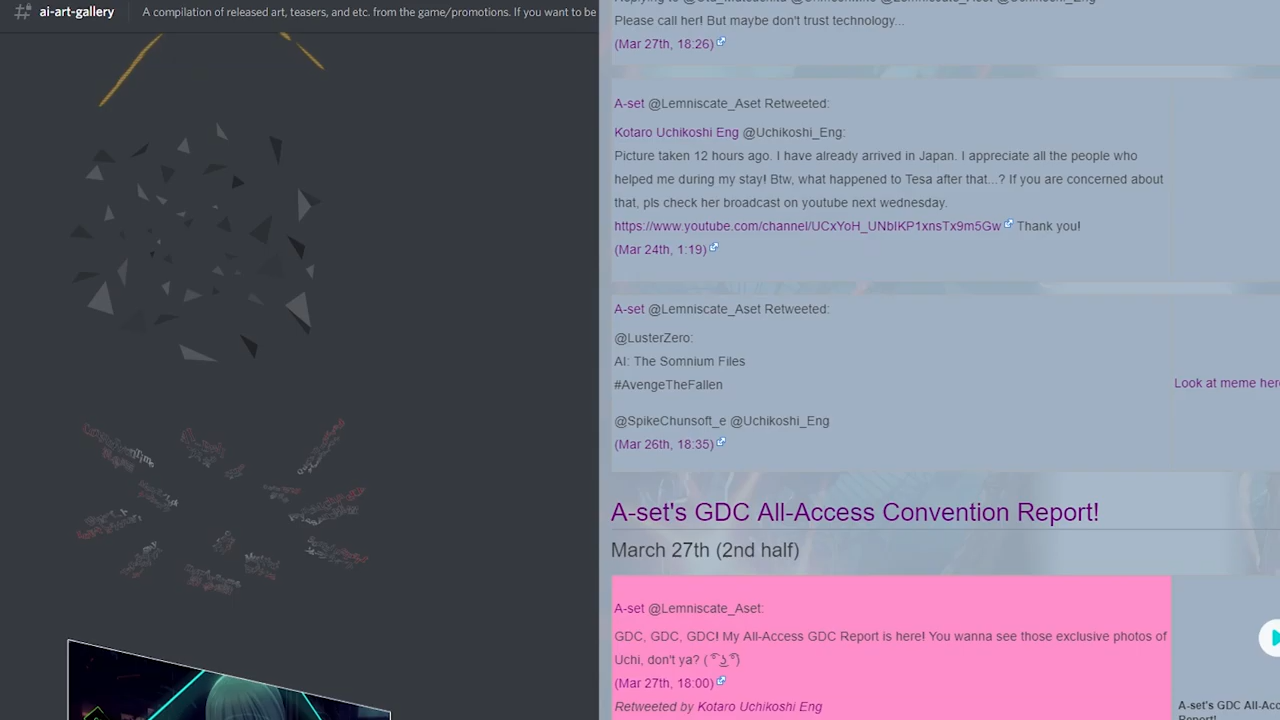 ai-art-gallery
A compilation of released art, teasers, and etc. from the game/promotions. If you want to be
Please call her! But maybe don't trust technology...
(Mar 27th, 18:26)
A-set @Lemniscate_Aset Retweeted:
Kotaro Uchikoshi Eng @Uchikoshi_Eng:
Picture taken 12 hours ago. I have already arrived in Japan. I appreciate all the people who
helped me during my stay! Btw, what happened to Tesa after that...? If you are concerned about
that, pls check her broadcast on youtube next wednesday.
https://www.youtube.com/channel/UCxYoH_UNbIKP1xnsTx9m5Gw Thank you!
(Mar 24th, 1:19)
A-set @Lemniscate_Aset Retweeted:
@LusterZero:
AI: The Somnium Files
#AvengeTheFallen
Look at meme here
@SpikeChunsoft_e @Uchikoshi_Eng
(Mar 26th, 18:35)
A-set's GDC All-Access Convention Report!
March 27th (2nd half)
A-set @Lemniscate_Aset:
GDC, GDC, GDC! My All-Access GDC Report is here! You wanna see those exclusive photos of
Uchi, don't ya? ( ͡° ͜ʖ ͡°)
(Mar 27th, 18:00)
Retweeted by Kotaro Uchikoshi Eng
A-set's GDC All-Acc
Report!